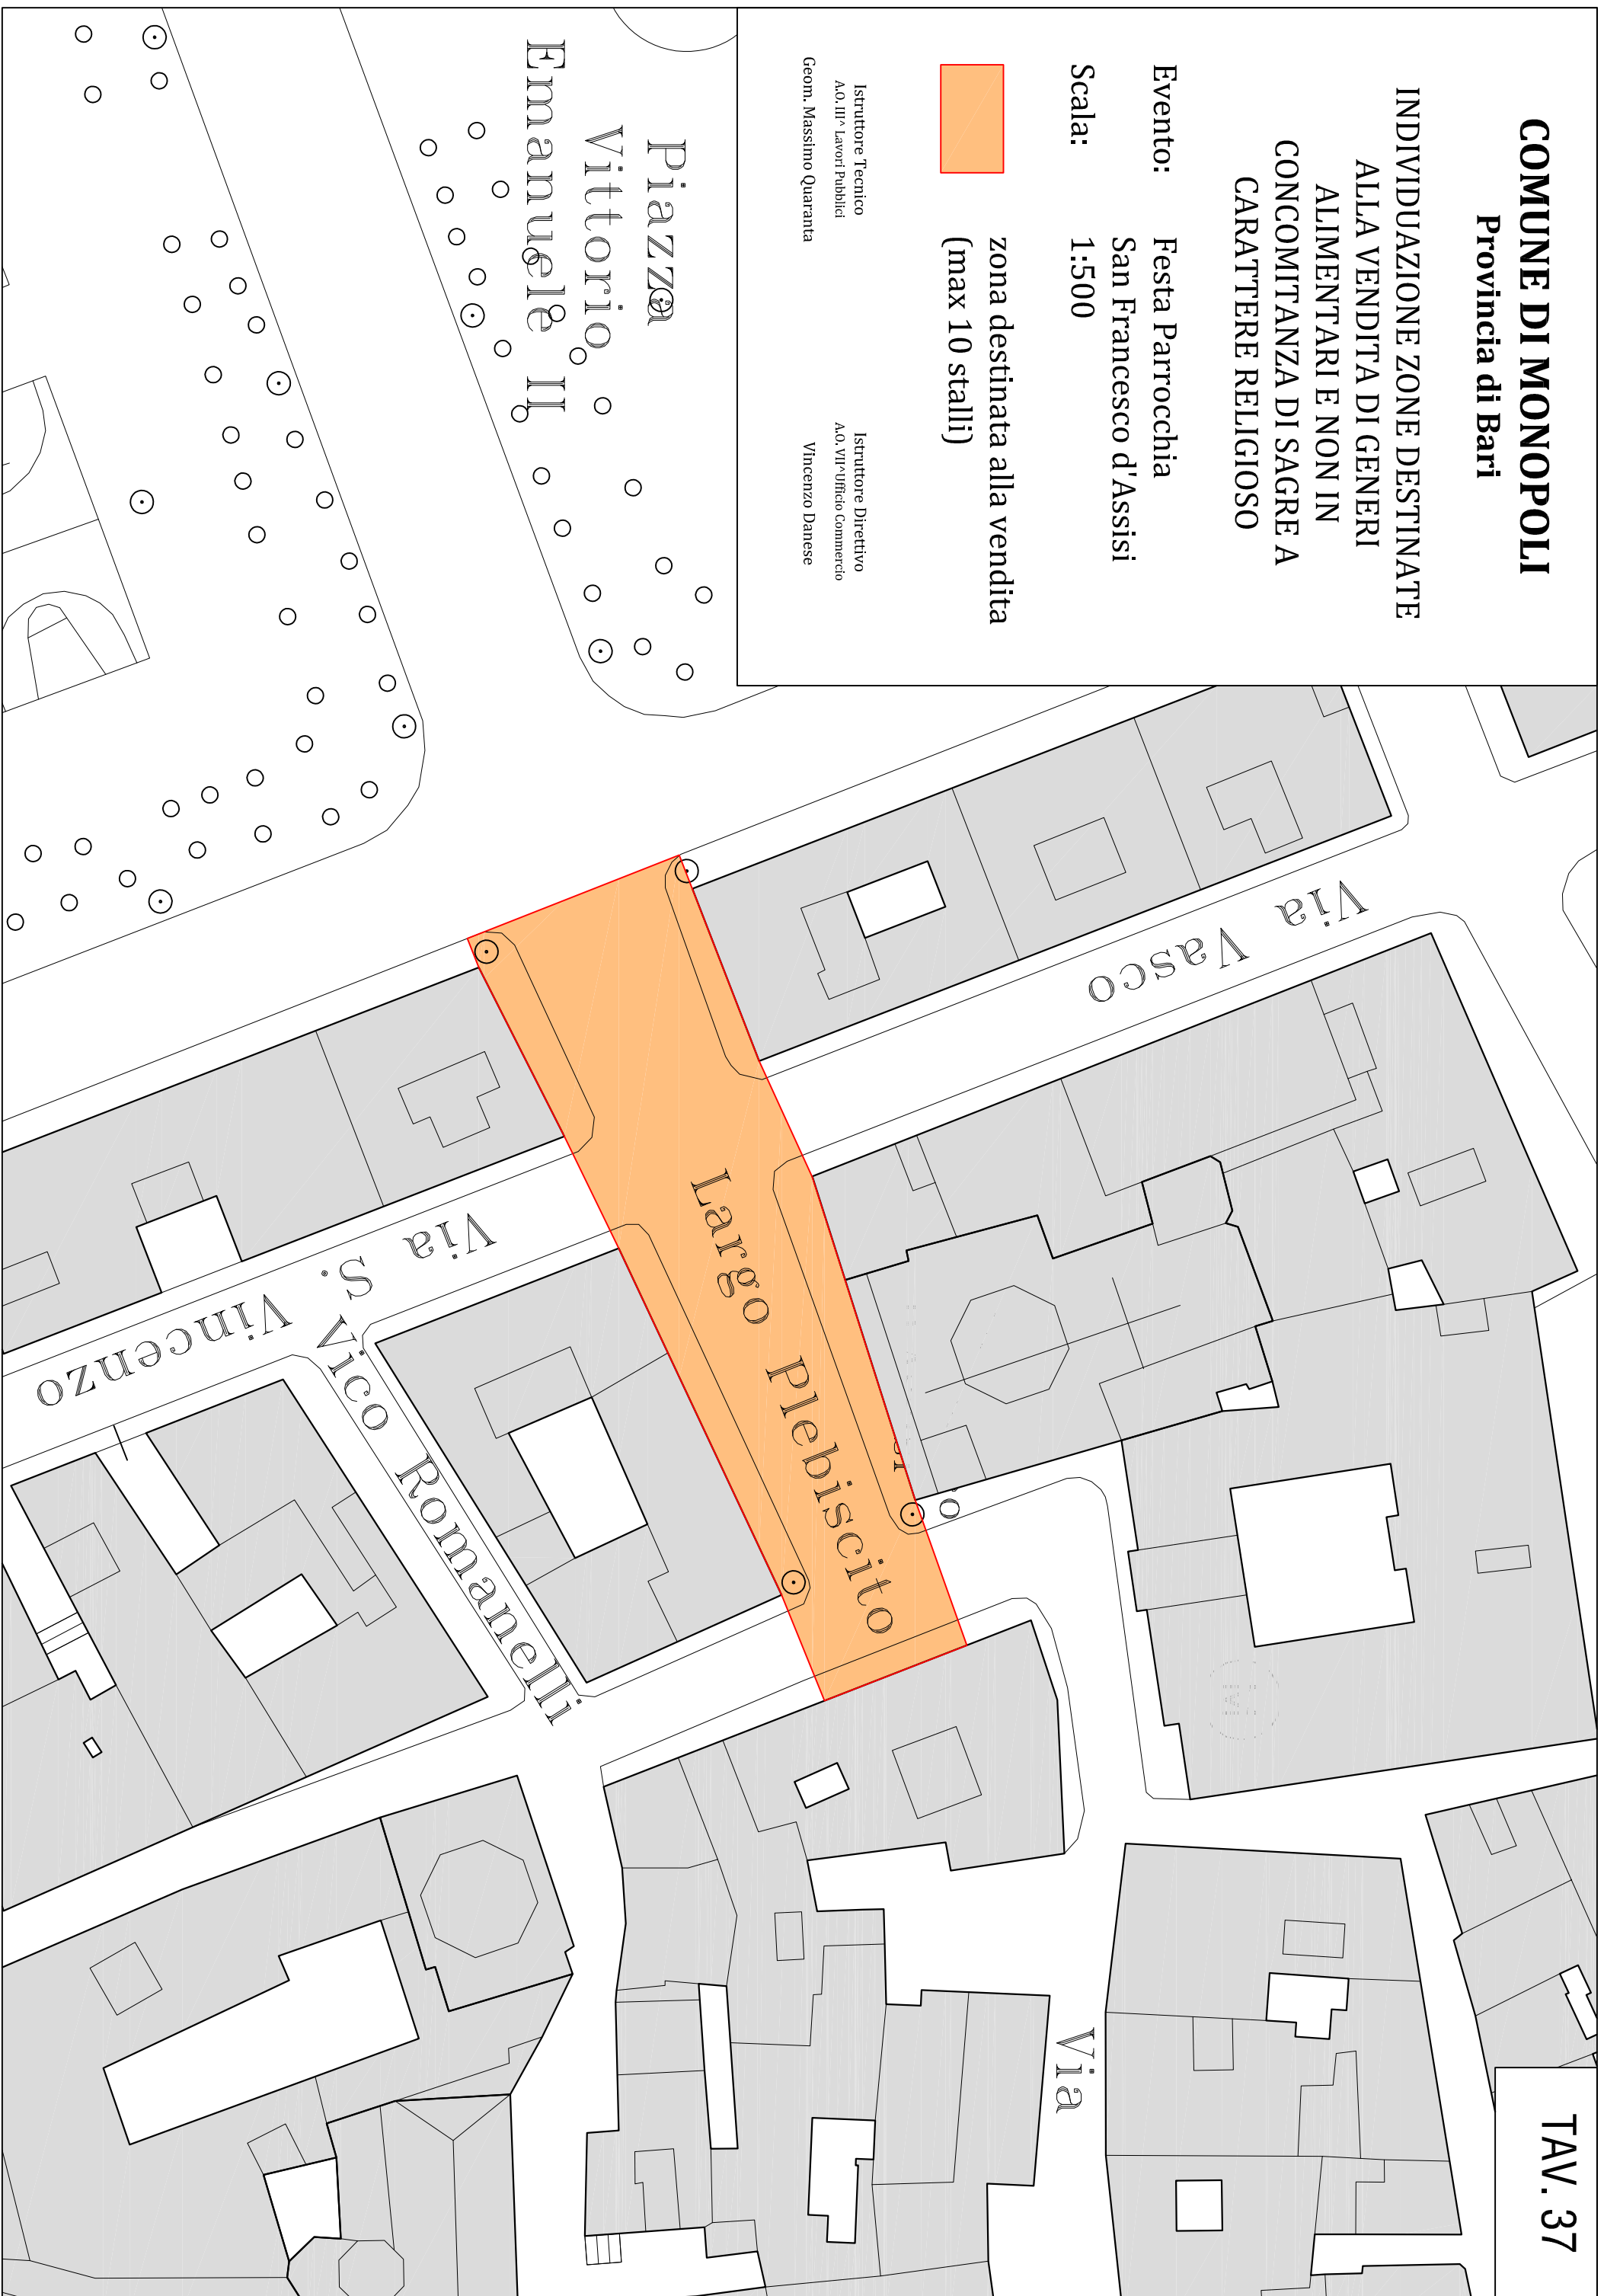 COMUNE DI MONOPOLI
Provincia di Bari
INDIVIDUAZIONE ZONE DESTINATE
ALLA VENDITA DI GENERI
ALIMENTARI E NON IN
CONCOMITANZA DI SAGRE A
CARATTERE RELIGIOSO
Evento: Festa Parrocchia
San Francesco d'Assisi
Scala: 1:500
zona destinata alla vendita
(max 10 stalli)
Istruttore Tecnico
A.O. III^ Lavori Pubblici
Geom. Massimo Quaranta
Istruttore Direttivo
A.O. VII^Ufficio Commercio
Vincenzo Danese
Piazza
Vittorio
Emanuele II
Via Vasco
Largo Plebiscito
Via S. Vincenzo
Vico Romanelli
Via
TAV. 37